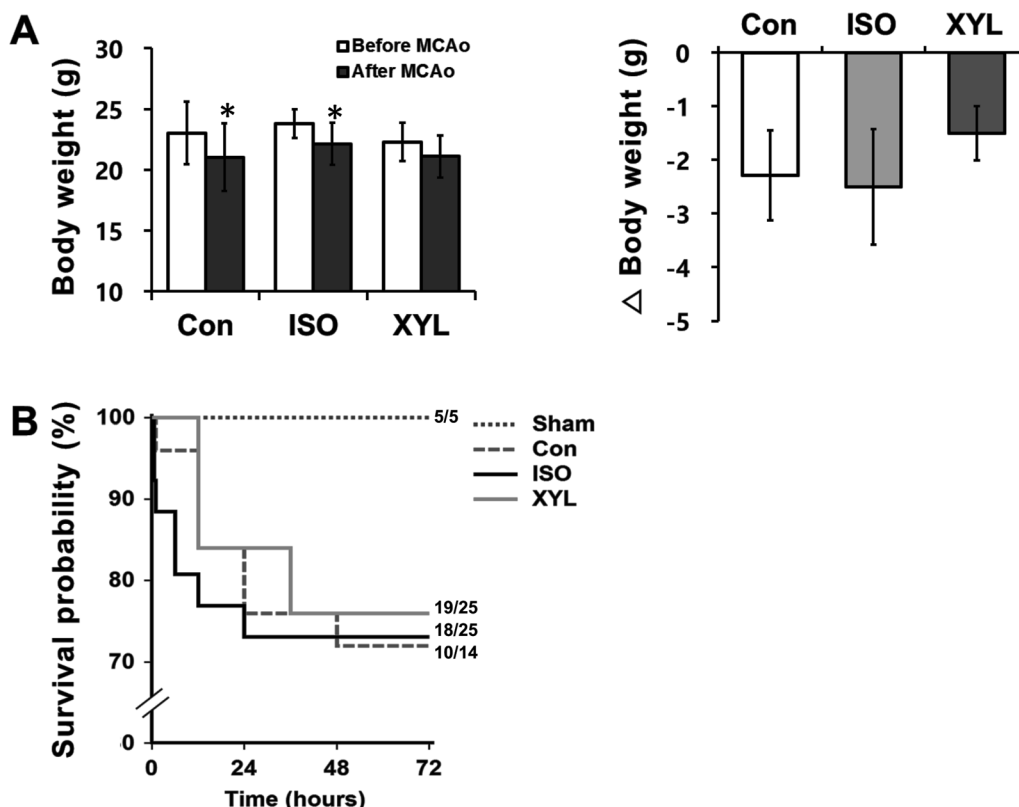 A
Body weight (g)
30
25
20
15
10
Before MCAo
After MCAo
*
*
Con ISO XYL
Con ISO XYL
△ Body weight (g)
0
-1
-2
-3
-4
-5
B
Survival probability (%)
100
90
80
70
0
0 24 48 72
Time (hours)
5/5
19/25
18/25
10/14
Sham
Con
ISO
XYL